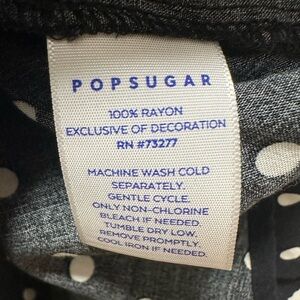 POPSUGAR
100% RAYON
EXCLUSIVE OF DECORATION
RN #73277
MACHINE WASH COLD
SEPARATELY.
GENTLE CYCLE.
ONLY NON-CHLORINE
BLEACH IF NEEDED.
TUMBLE DRY LOW.
REMOVE PROMPTLY.
COOL IRON IF NEEDED.